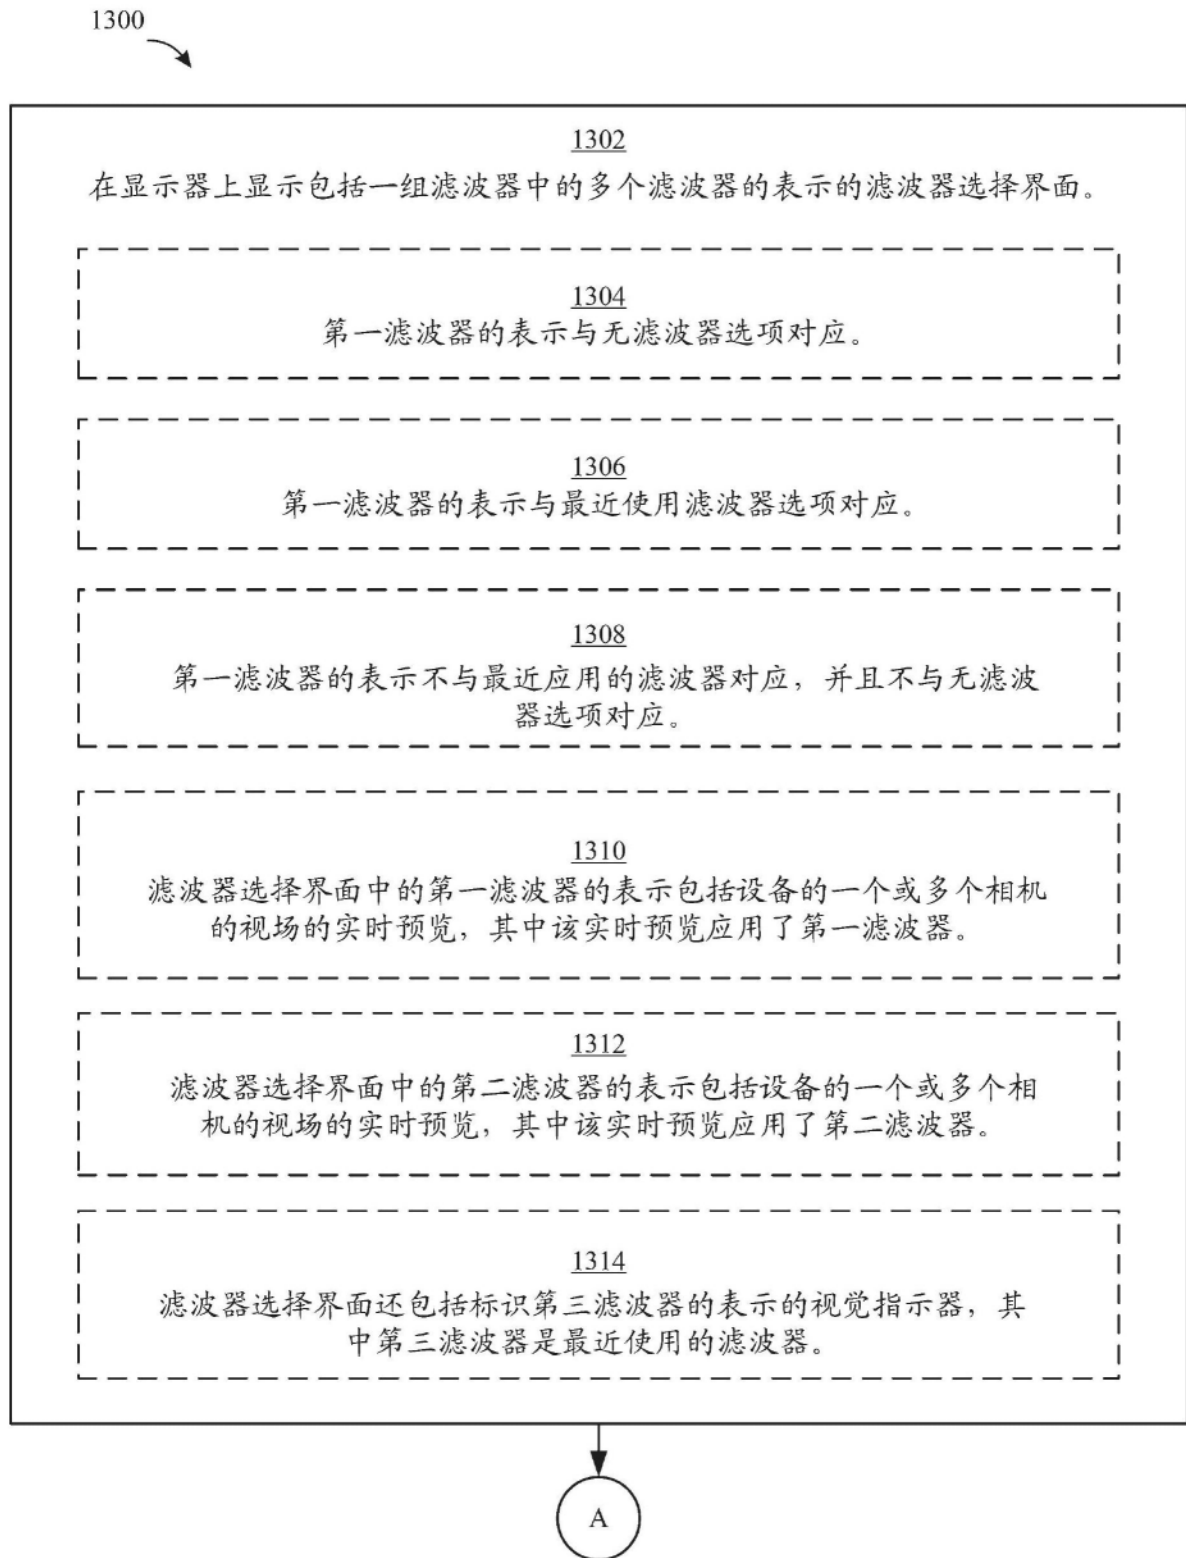 1300
1302
在显示器上显示包括一组滤波器中的多个滤波器的表示的滤波器选择界面。
1304
第一滤波器的表示与无滤波器选项对应。
1306
第一滤波器的表示与最近使用滤波器选项对应。
1308
第一滤波器的表示不与最近应用的滤波器对应，并且不与无滤波
器选项对应。
1310
滤波器选择界面中的第一滤波器的表示包括设备的一个或多个相机
的视场的实时预览，其中该实时预览应用了第一滤波器。
1312
滤波器选择界面中的第二滤波器的表示包括设备的一个或多个相
机的视场的实时预览，其中该实时预览应用了第二滤波器。
1314
滤波器选择界面还包括标识第三滤波器的表示的视觉指示器，其
中第三滤波器是最近使用的滤波器。
A